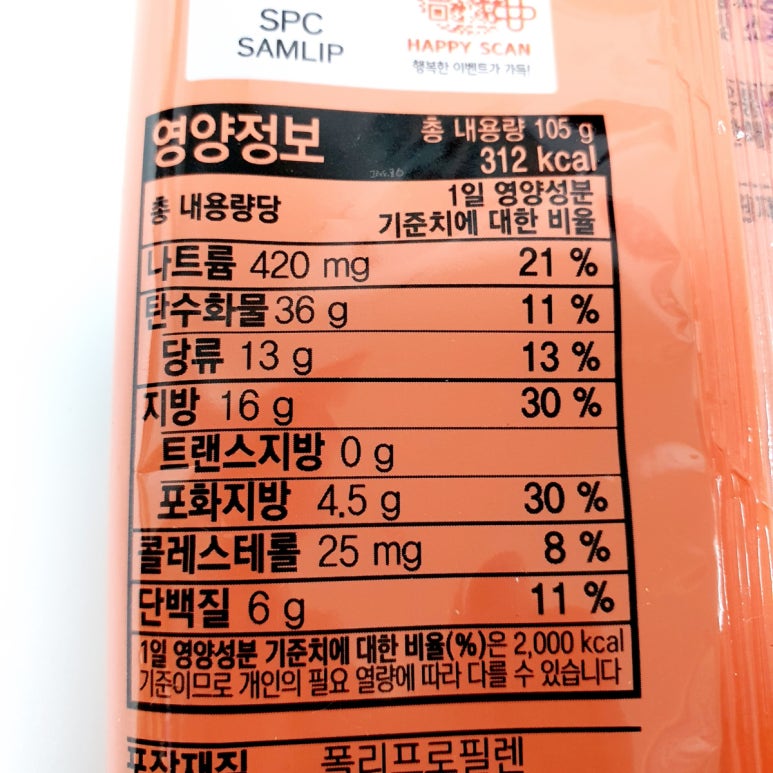 SPC
SAMLIP
HAPPY SCAN
행복한 이벤트가 가득!
영양정보
총 내용량 105 g
312 kcal
총 내용량당
1일 영양성분
기준치에 대한 비율
나트륨 420 mg 21 %
탄수화물 36 g 11 %
당류 13 g 13 %
지방 16 g 30 %
트랜스지방 0 g
포화지방 4.5 g 30 %
콜레스테롤 25 mg 8 %
단백질 6 g 11 %
1일 영양성분 기준치에 대한 비율(%)은 2,000 kcal
기준이므로 개인의 필요 열량에 따라 다를 수 있습니다
포장재질 폴리프로필렌